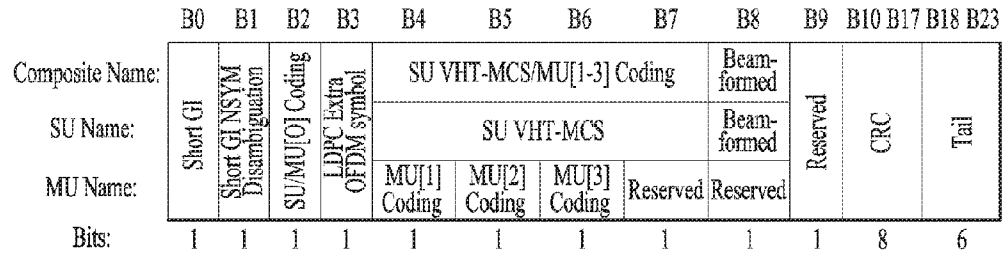 B0 B1 B2 B3 B4 B5 B6 B7 B8 B9 B10 B17 B18 B23
Composite Name:
SU Name:
MU Name:
Short GI
Short GI NSYM
Disambiguation
SU/MU[O] Coding
LDPC Extra
OFDM symbol
SU VHT-MCS/MU[1-3] Coding
Beam-
formed
SU VHT-MCS
Beam-
formed
MU[1]
Coding
MU[2]
Coding
MU[3]
Coding
Reserved
Reserved
Reserved
CRC
Tail
Bits: 1 1 1 1 1 1 1 1 1 1 8 6